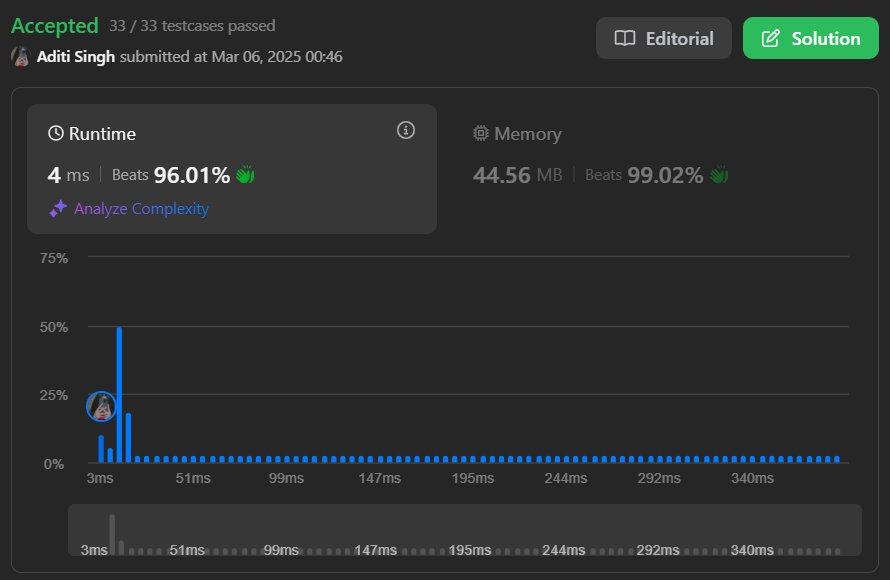 Accepted 33 / 33 testcases passed
Editorial
Solution
Aditi Singh submitted at Mar 06, 2025 00:46
Runtime
4 ms | Beats 96.01%
Analyze Complexity
Memory
44.56 MB | Beats 99.02%
75%
50%
25%
0%
3ms 51ms 99ms 147ms 195ms 244ms 292ms 340ms
3ms 51ms 99ms 147ms 195ms 244ms 292ms 340ms